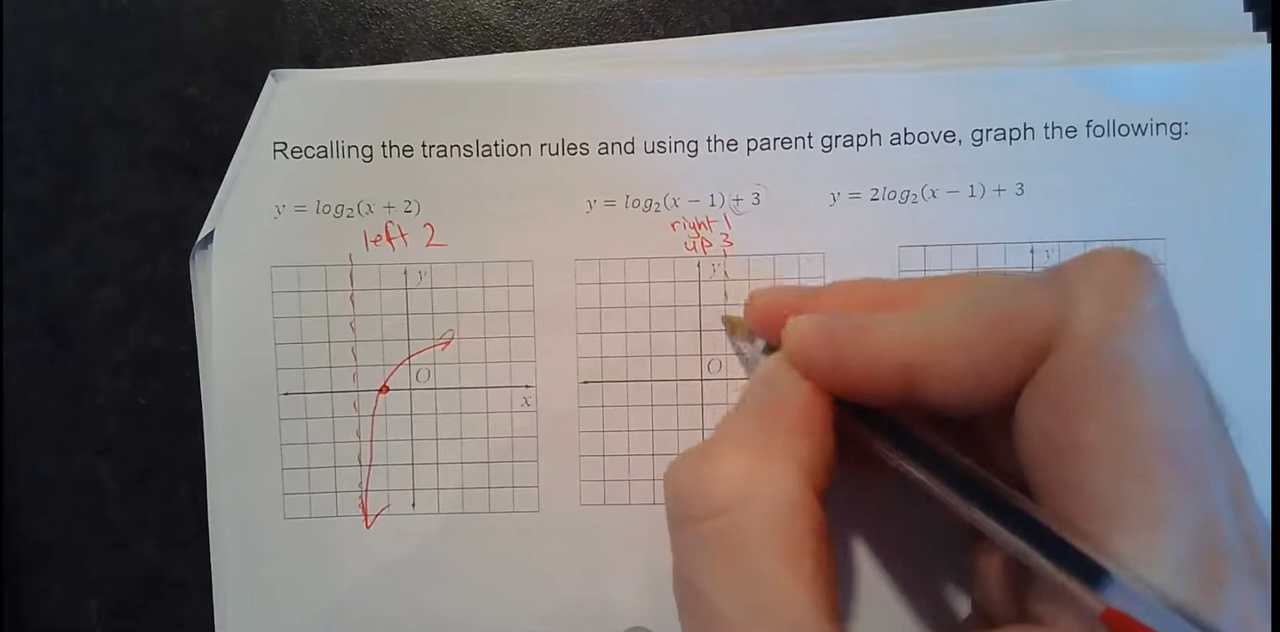 Recalling the translation rules and using the parent graph above, graph the following:
y = log₂(x + 2)
left 2
y
O
x
y = log₂(x − 1) + 3
right 1
up 3
y
O
y = 2log₂(x − 1) + 3
y